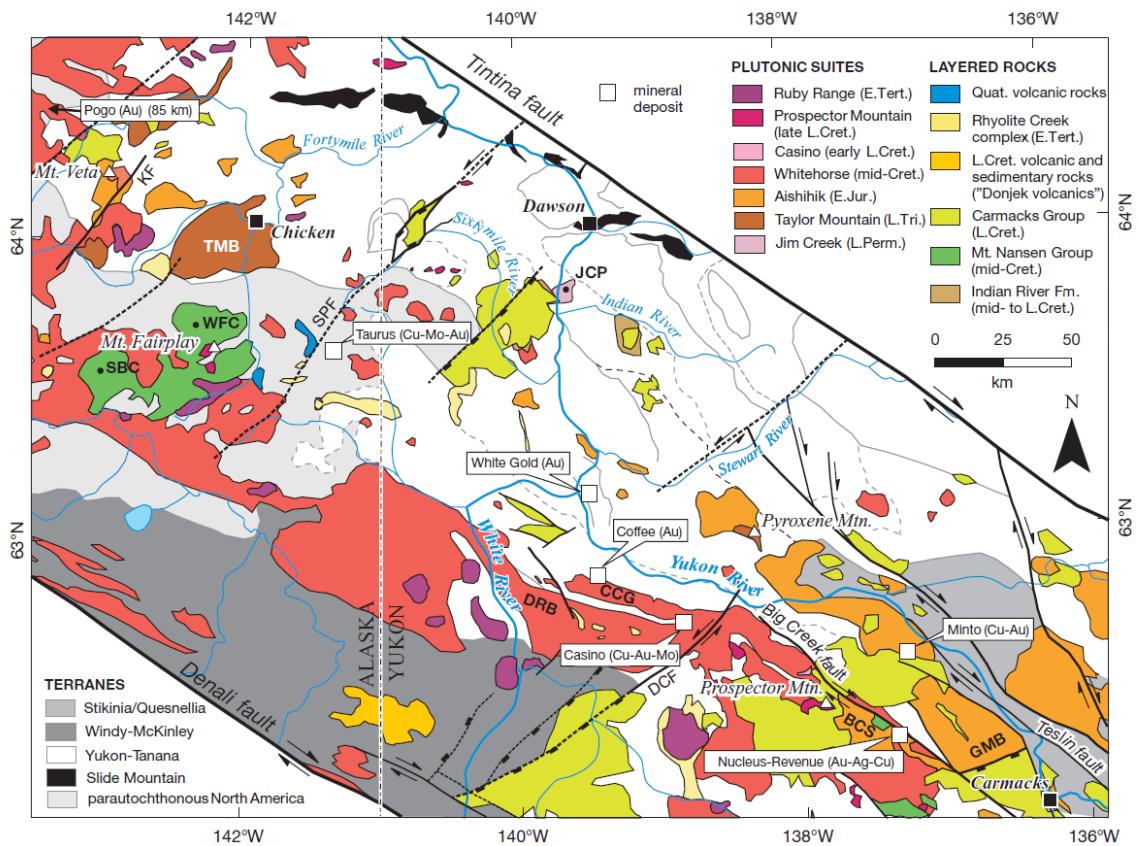 142°W
140°W
138°W
136°W
Tintina fault
mineral
deposit
PLUTONIC SUITES
Ruby Range (E.Tert.)
Prospector Mountain
(late L.Cret.)
Casino (early L.Cret.)
Whitehorse (mid-Cret.)
Aishihik (E.Jur.)
Taylor Mountain (L.Tri.)
Jim Creek (L.Perm.)
LAYERED ROCKS
Quat. volcanic rocks
Rhyolite Creek
complex (E.Tert.)
L.Cret. volcanic and
sedimentary rocks
("Donjek volcanics")
Carmacks Group
(L.Cret.)
Mt. Nansen Group
(mid-Cret.)
Indian River Fm.
(mid- to L.Cret.)
0 25 50
km
N
Pogo (Au) (85 km)
Fortymile River
Mt. Veta
KF
Chicken
TMB
Dawson
Sixtymile River
64°N
64°N
JCP
Indian River
WFC
SPF
Mt. Fairplay
Taurus (Cu-Mo-Au)
SBC
Stewart River
White Gold (Au)
Pyroxene Mtn.
63°N
63°N
Coffee (Au)
White River
Yukon River
CCG
DRB
ALASKA
YUKON
Big Creek fault
Minto (Cu-Au)
Casino (Cu-Au-Mo)
DCF
Prospector Mtn.
Denali fault
BCS
GMB
Teslin fault
Nucleus-Revenue (Au-Ag-Cu)
Carmacks
TERRANES
Stikinia/Quesnellia
Windy-McKinley
Yukon-Tanana
Slide Mountain
parautochthonous North America
142°W
140°W
138°W
136°W